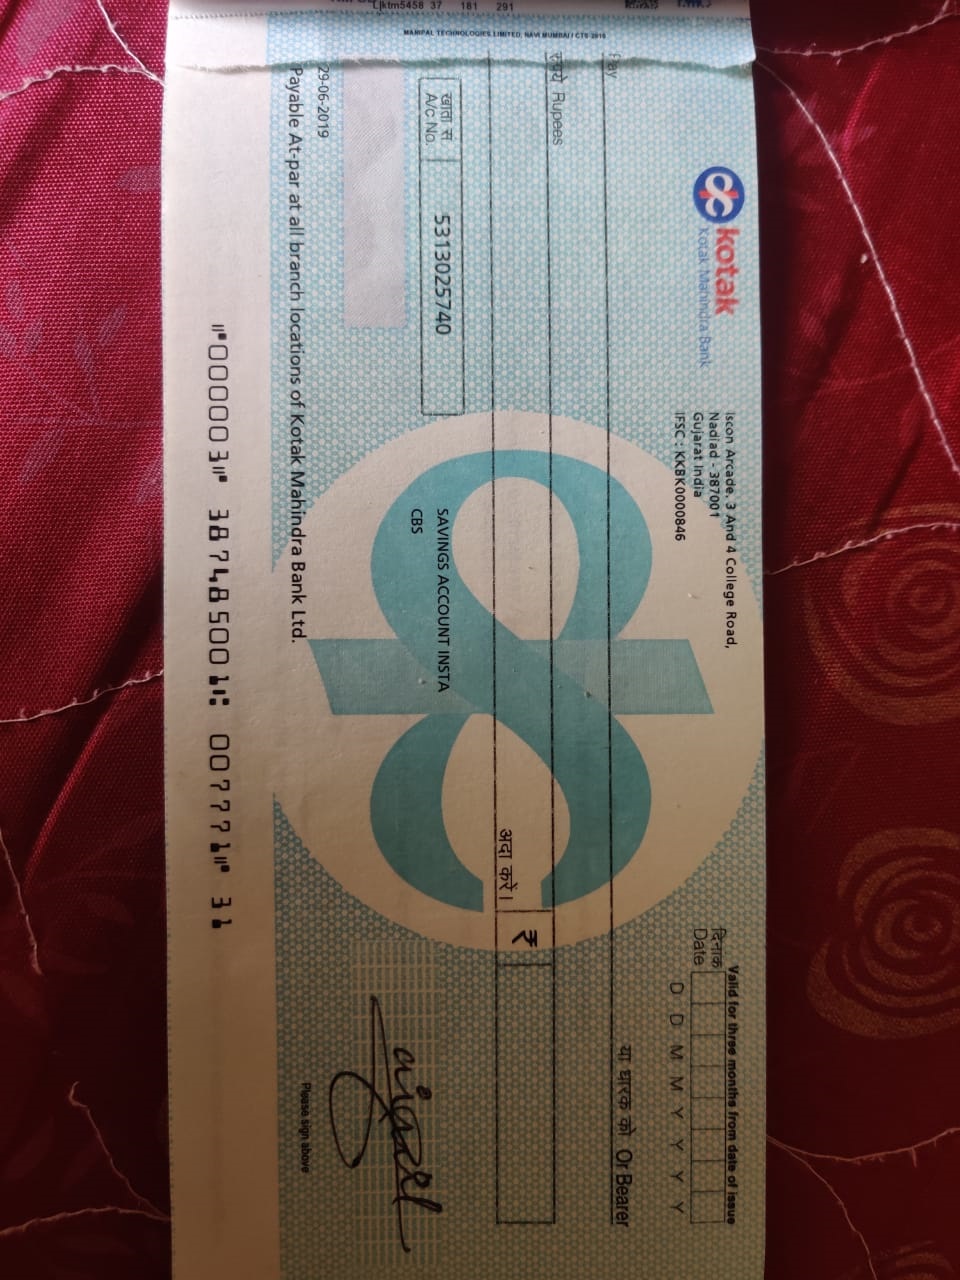 Ljktm5458 37 181 291
MANIPAL TECHNOLOGIES LIMITED, NAVI MUMBAI / CTS-2010
kotak
Kotak Mahindra Bank
Iscon Arcade, 3 And 4 College Road,
Nadiad - 387001
Gujarat India
IFSC : KKBK0000846
Valid for three months from date of issue
दिनांक
Date
D D M M Y Y Y Y
Pay
या धारक को Or Bearer
रुपये Rupees
अदा करें।
₹
खाता सं
A/c No.
5313025740
SAVINGS ACCOUNT INSTA
CBS
29-06-2019
Payable At-par at all branch locations of Kotak Mahindra Bank Ltd.
Please sign above
⑈000003⑈ 387485001⑆ 007771⑈ 31